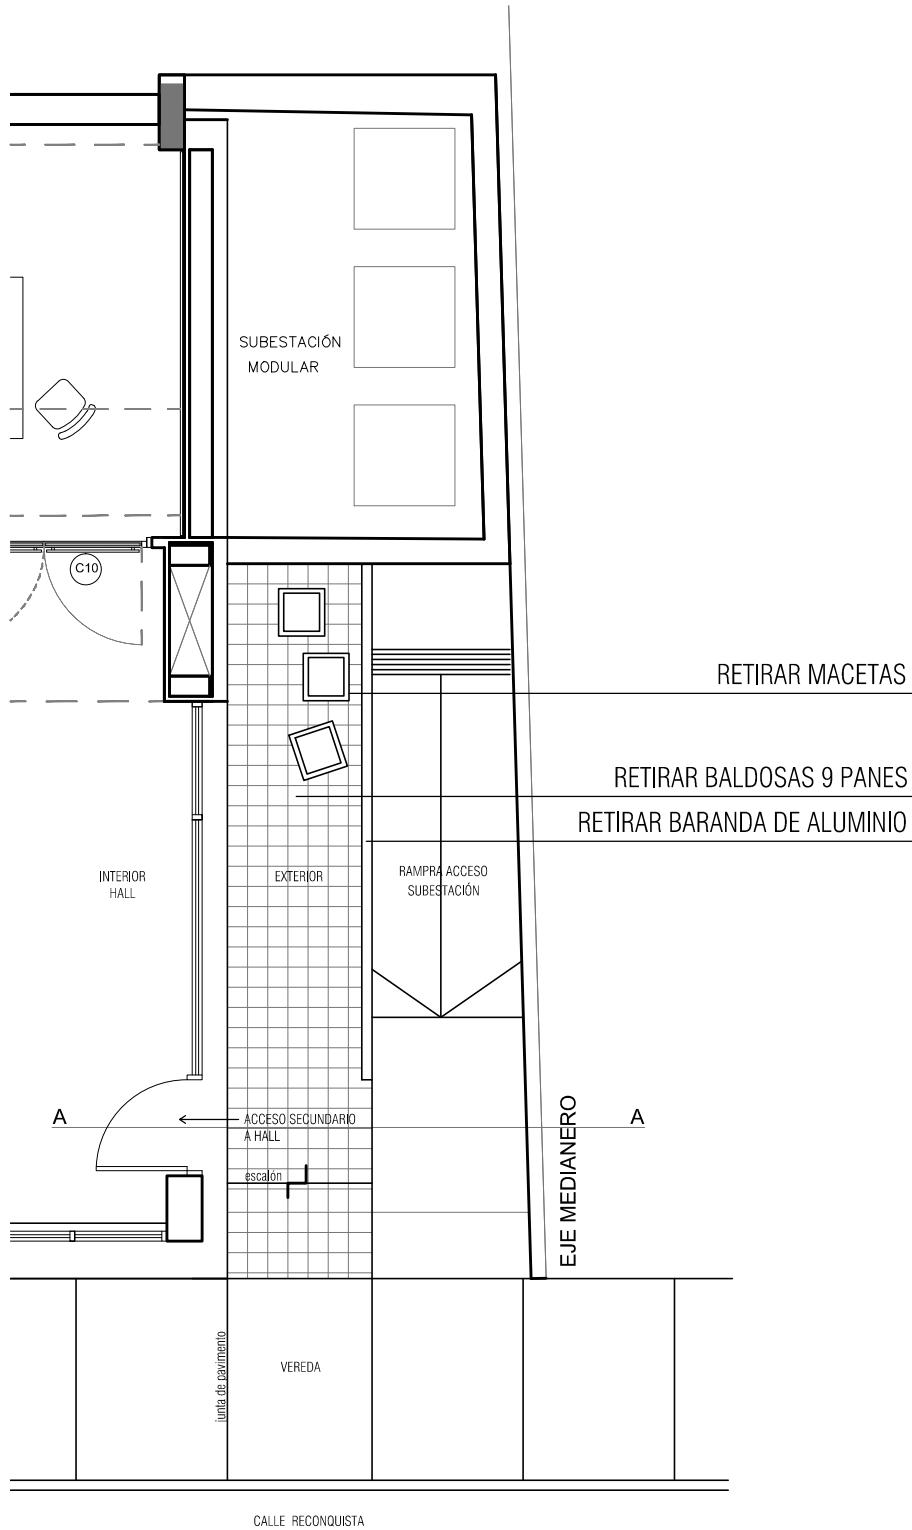 SUBESTACIÓN
MODULAR
C10
RETIRAR MACETAS
RETIRAR BALDOSAS 9 PANES
RETIRAR BARANDA DE ALUMINIO
INTERIOR
HALL
EXTERIOR
RAMPRA ACCESO
SUBESTACIÓN
A
ACCESO SECUNDARIO
A HALL
A
escalón
EJE MEDIANERO
junta de pavimento
VEREDA
CALLE RECONQUISTA